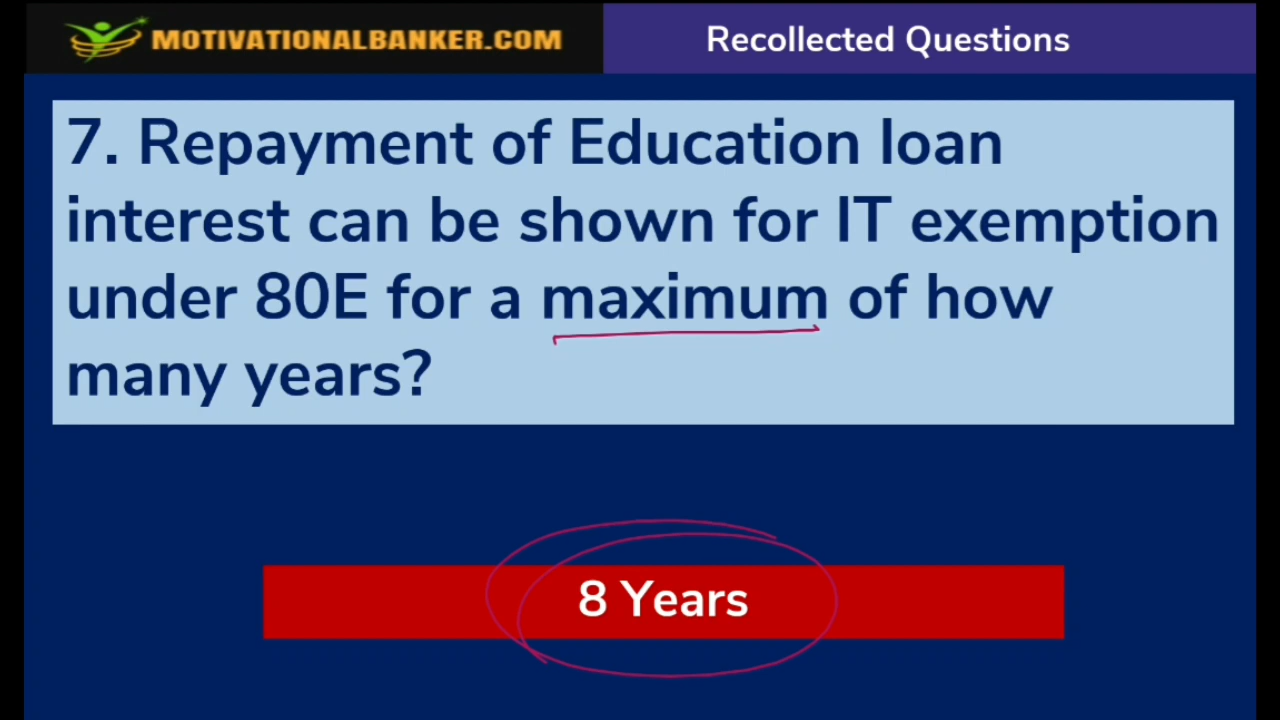 MOTIVATIONALBANKER.COM
Recollected Questions
7. Repayment of Education loan
interest can be shown for IT exemption
under 80E for a maximum of how
many years?
8 Years